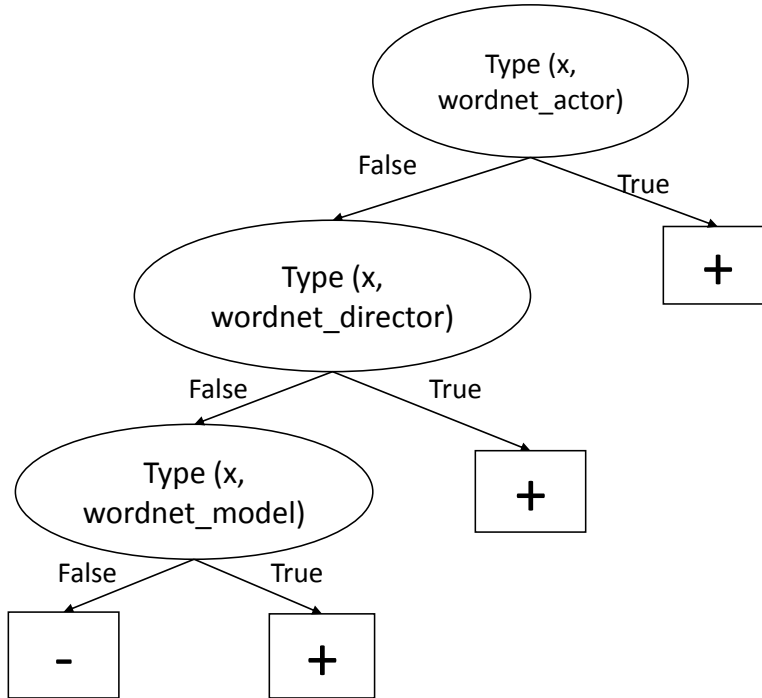 Type (x,
wordnet_actor)
False
True
+
Type (x,
wordnet_director)
False
True
+
Type (x,
wordnet_model)
False
True
-
+